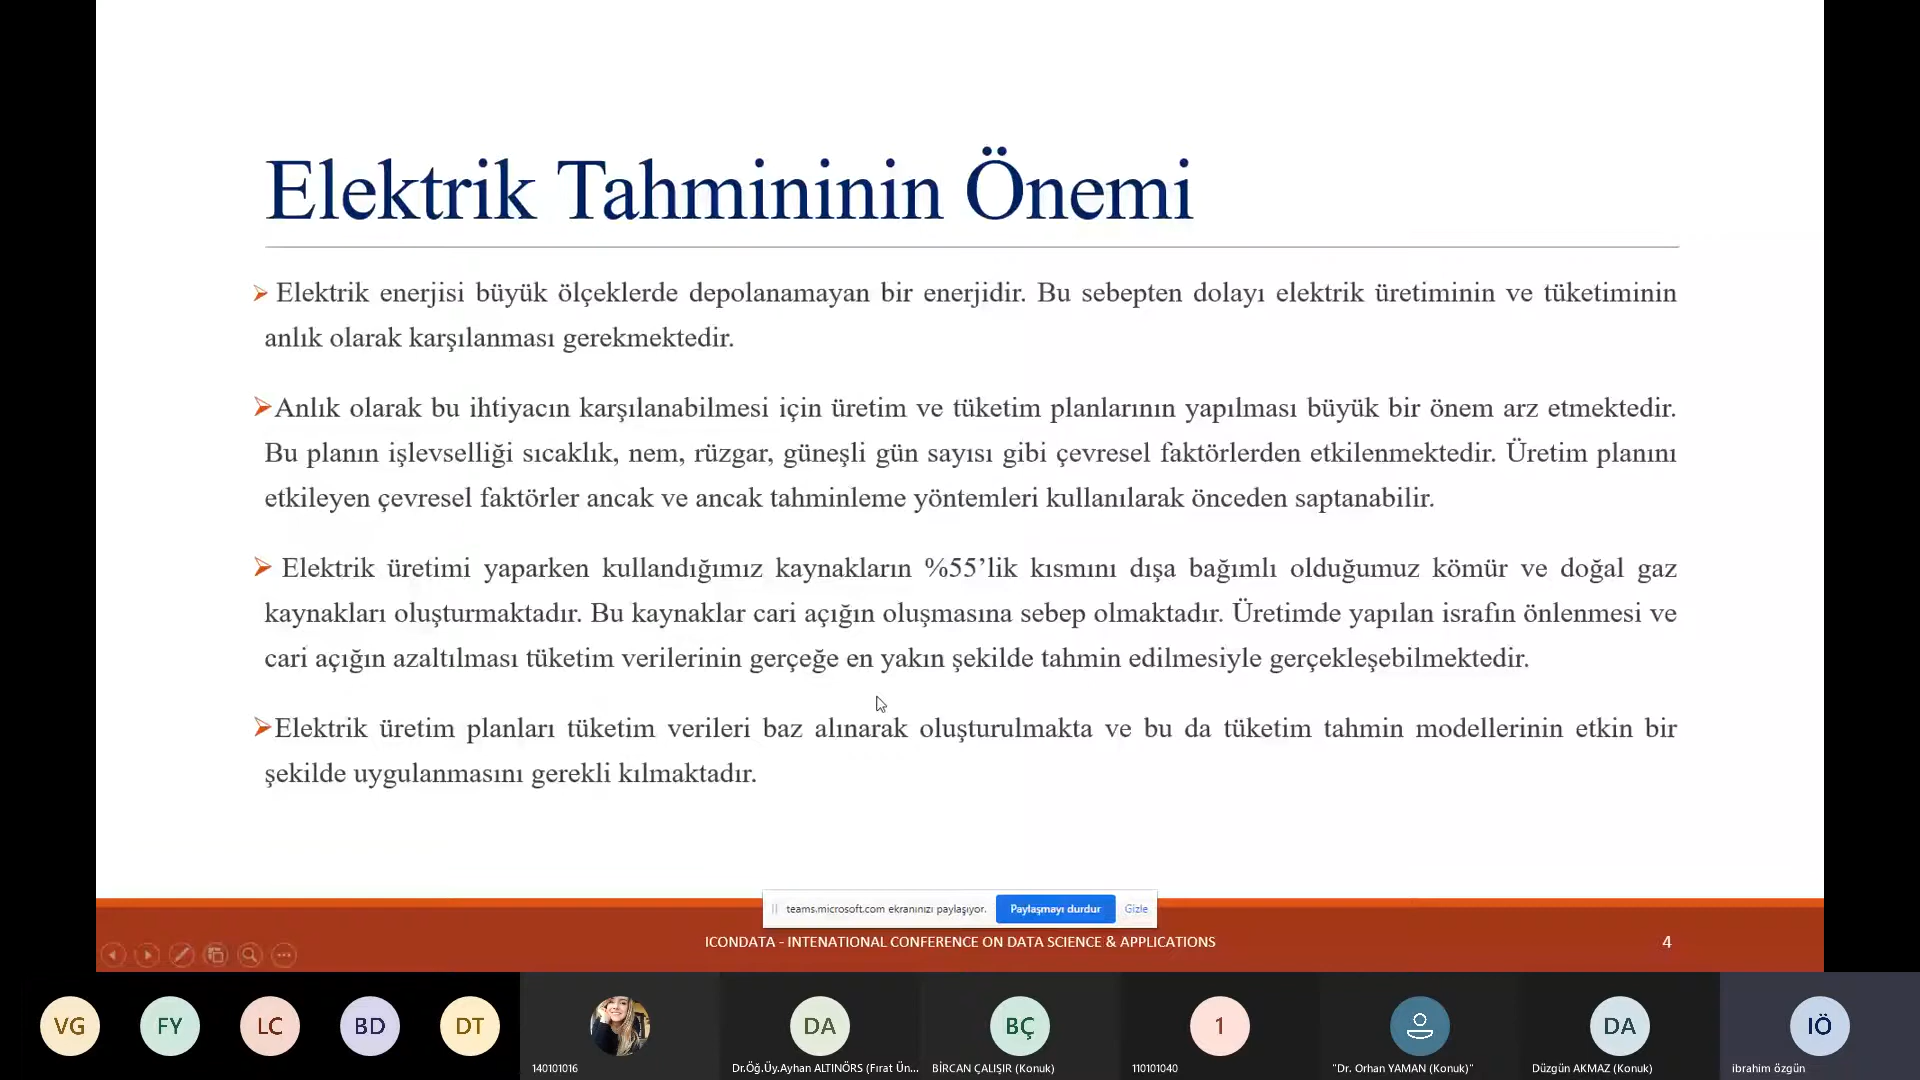 Elektrik Tahmininin Önemi
Elektrik enerjisi büyük ölçeklerde depolanamayan bir enerjidir. Bu sebepten dolayı elektrik üretiminin ve tüketiminin
anlık olarak karşılanması gerekmektedir.
Anlık olarak bu ihtiyacın karşılanabilmesi için üretim ve tüketim planlarının yapılması büyük bir önem arz etmektedir.
Bu planın işlevselliği sıcaklık, nem, rüzgar, güneşli gün sayısı gibi çevresel faktörlerden etkilenmektedir. Üretim planını
etkileyen çevresel faktörler ancak ve ancak tahminleme yöntemleri kullanılarak önceden saptanabilir.
Elektrik üretimi yaparken kullandığımız kaynakların %55’lik kısmını dışa bağımlı olduğumuz kömür ve doğal gaz
kaynakları oluşturmaktadır. Bu kaynaklar cari açığın oluşmasına sebep olmaktadır. Üretimde yapılan israfın önlenmesi ve
cari açığın azaltılması tüketim verilerinin gerçeğe en yakın şekilde tahmin edilmesiyle gerçekleşebilmektedir.
Elektrik üretim planları tüketim verileri baz alınarak oluşturulmakta ve bu da tüketim tahmin modellerinin etkin bir
şekilde uygulanmasını gerekli kılmaktadır.
teams.microsoft.com ekranınızı paylaşıyor. Paylaşmayı durdur Gizle
ICONDATA - INTENATIONAL CONFERENCE ON DATA SCIENCE & APPLICATIONS 4
VG FY LC BD DT DA BÇ 1 DA IÖ
140101016 Dr.Öğ.Üy.Ayhan ALTINÖRS (Fırat Ün... BİRCAN ÇALIŞIR (Konuk) 110101040 "Dr. Orhan YAMAN (Konuk)" Düzgün AKMAZ (Konuk) ibrahim özgün